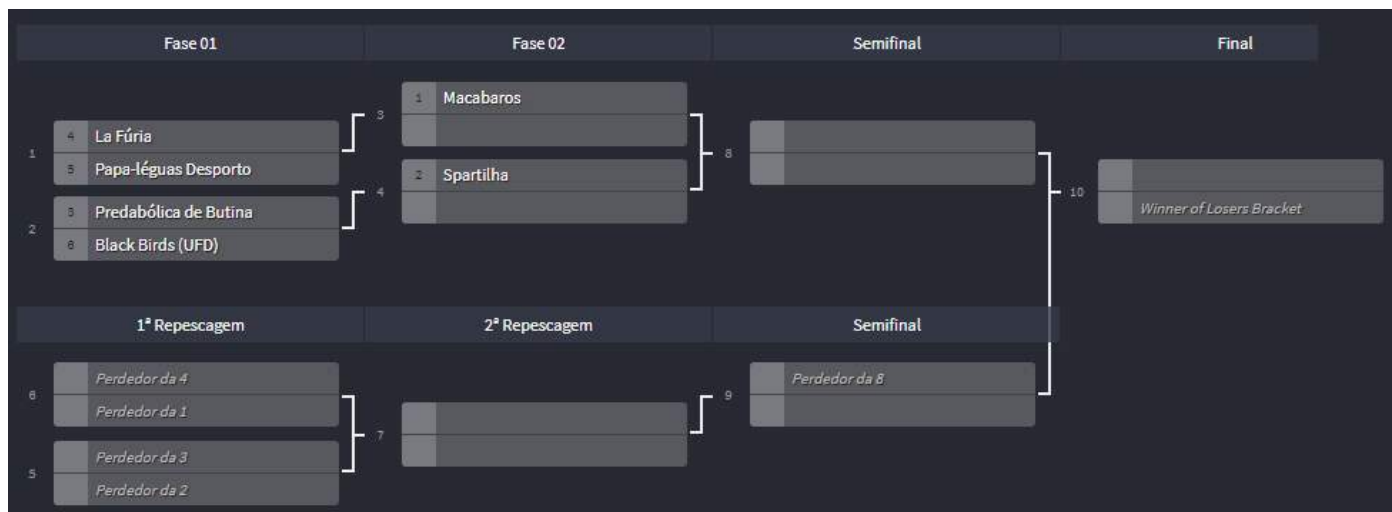 Fase 01 Fase 02 Semifinal Final
1 Macabaros
3
4 La Fúria
1 8
5 Papa-léguas Desporto
2 Spartilha
4 10
3 Predabólica de Butina
Winner of Losers Bracket
2
6 Black Birds (UFD)
1ª Repescagem 2ª Repescagem Semifinal
Perdedor da 4 Perdedor da 8
6 9
Perdedor da 1
7
Perdedor da 3
5
Perdedor da 2